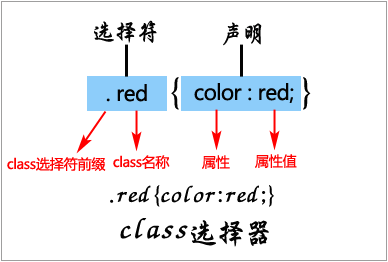 选择符 声明
. red { color : red; }
class选择符前缀 class名称 属性 属性值
.red{color:red;}
class选择器